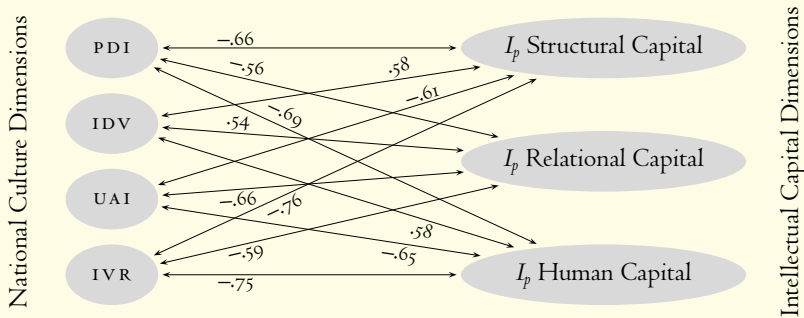 National Culture Dimensions
PDI
IDV
UAI
IVR
–.66
–.56
–.69
.58
.54
–.61
–.66
–.76
–.59
.58
–.65
–.75
Ip Structural Capital
Ip Relational Capital
Ip Human Capital
Intellectual Capital Dimensions